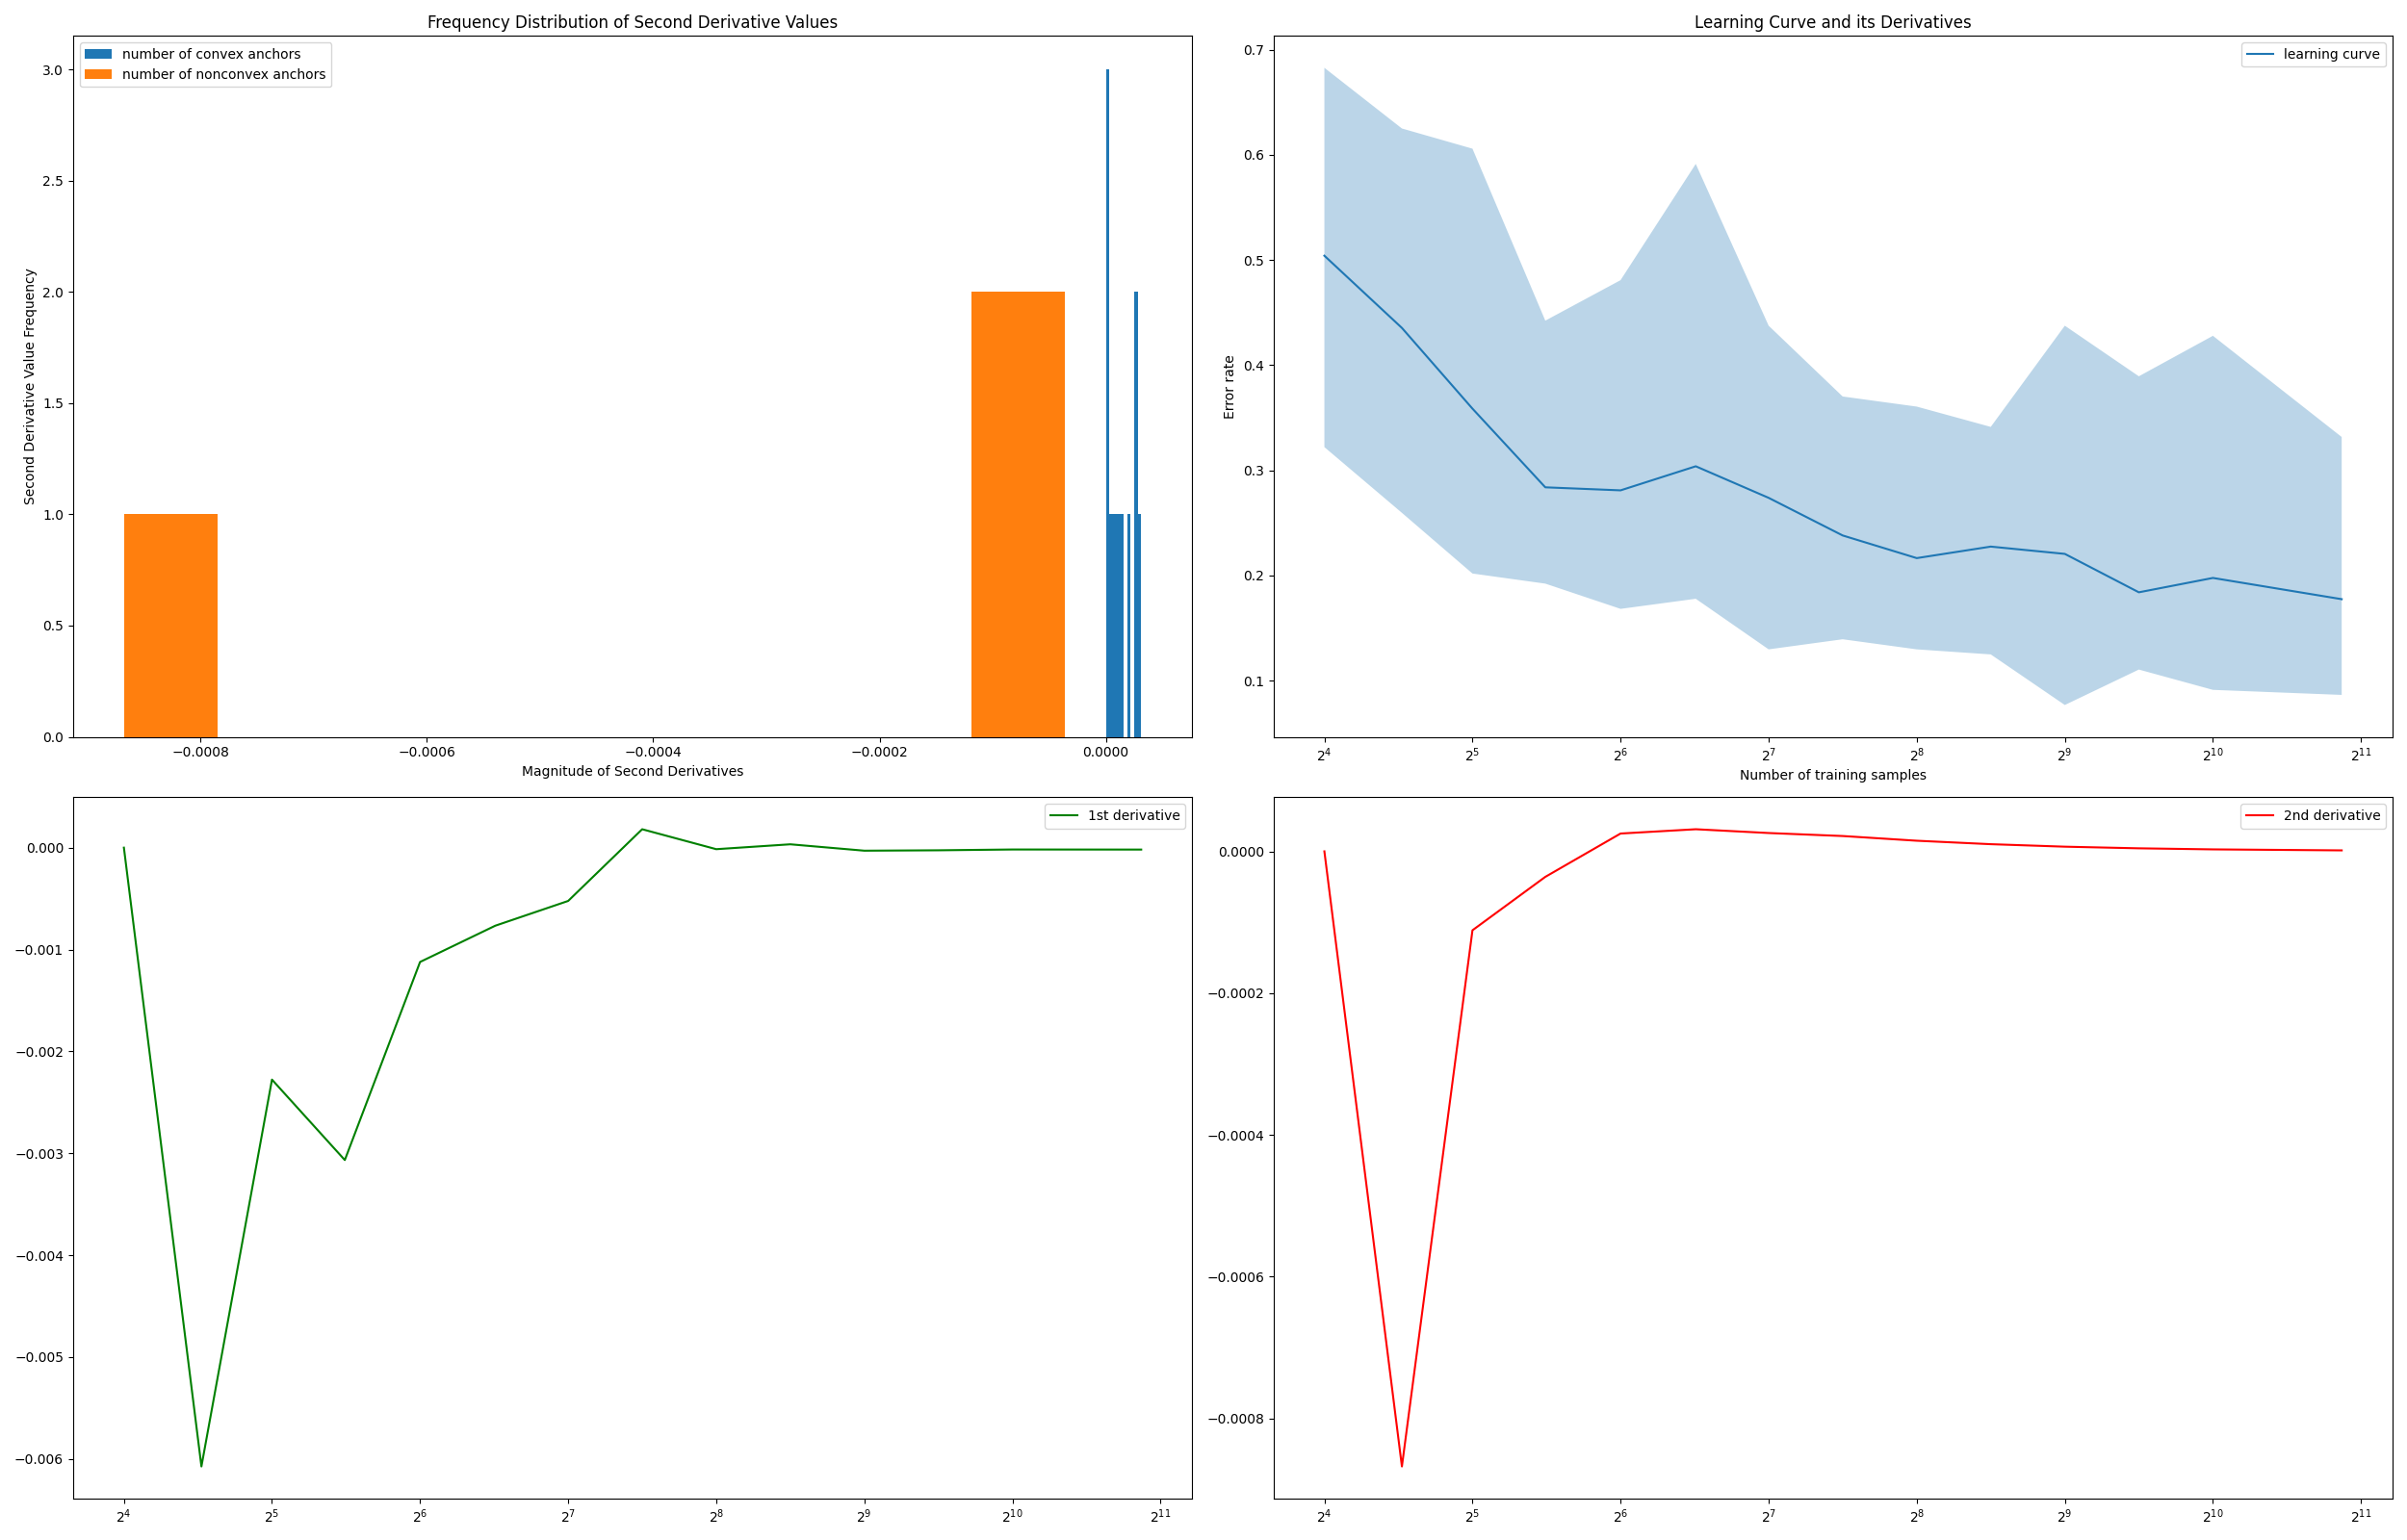 Frequency Distribution of Second Derivative Values
number of convex anchors
number of nonconvex anchors
Second Derivative Value Frequency
3.0
2.5
2.0
1.5
1.0
0.5
0.0
−0.0008 −0.0006 −0.0004 −0.0002 0.0000
Magnitude of Second Derivatives
Learning Curve and its Derivatives
learning curve
Error rate
0.7
0.6
0.5
0.4
0.3
0.2
0.1
2⁴ 2⁵ 2⁶ 2⁷ 2⁸ 2⁹ 2¹⁰ 2¹¹
Number of training samples
1st derivative
0.000
−0.001
−0.002
−0.003
−0.004
−0.005
−0.006
2⁴ 2⁵ 2⁶ 2⁷ 2⁸ 2⁹ 2¹⁰ 2¹¹
2nd derivative
0.0000
−0.0002
−0.0004
−0.0006
−0.0008
2⁴ 2⁵ 2⁶ 2⁷ 2⁸ 2⁹ 2¹⁰ 2¹¹